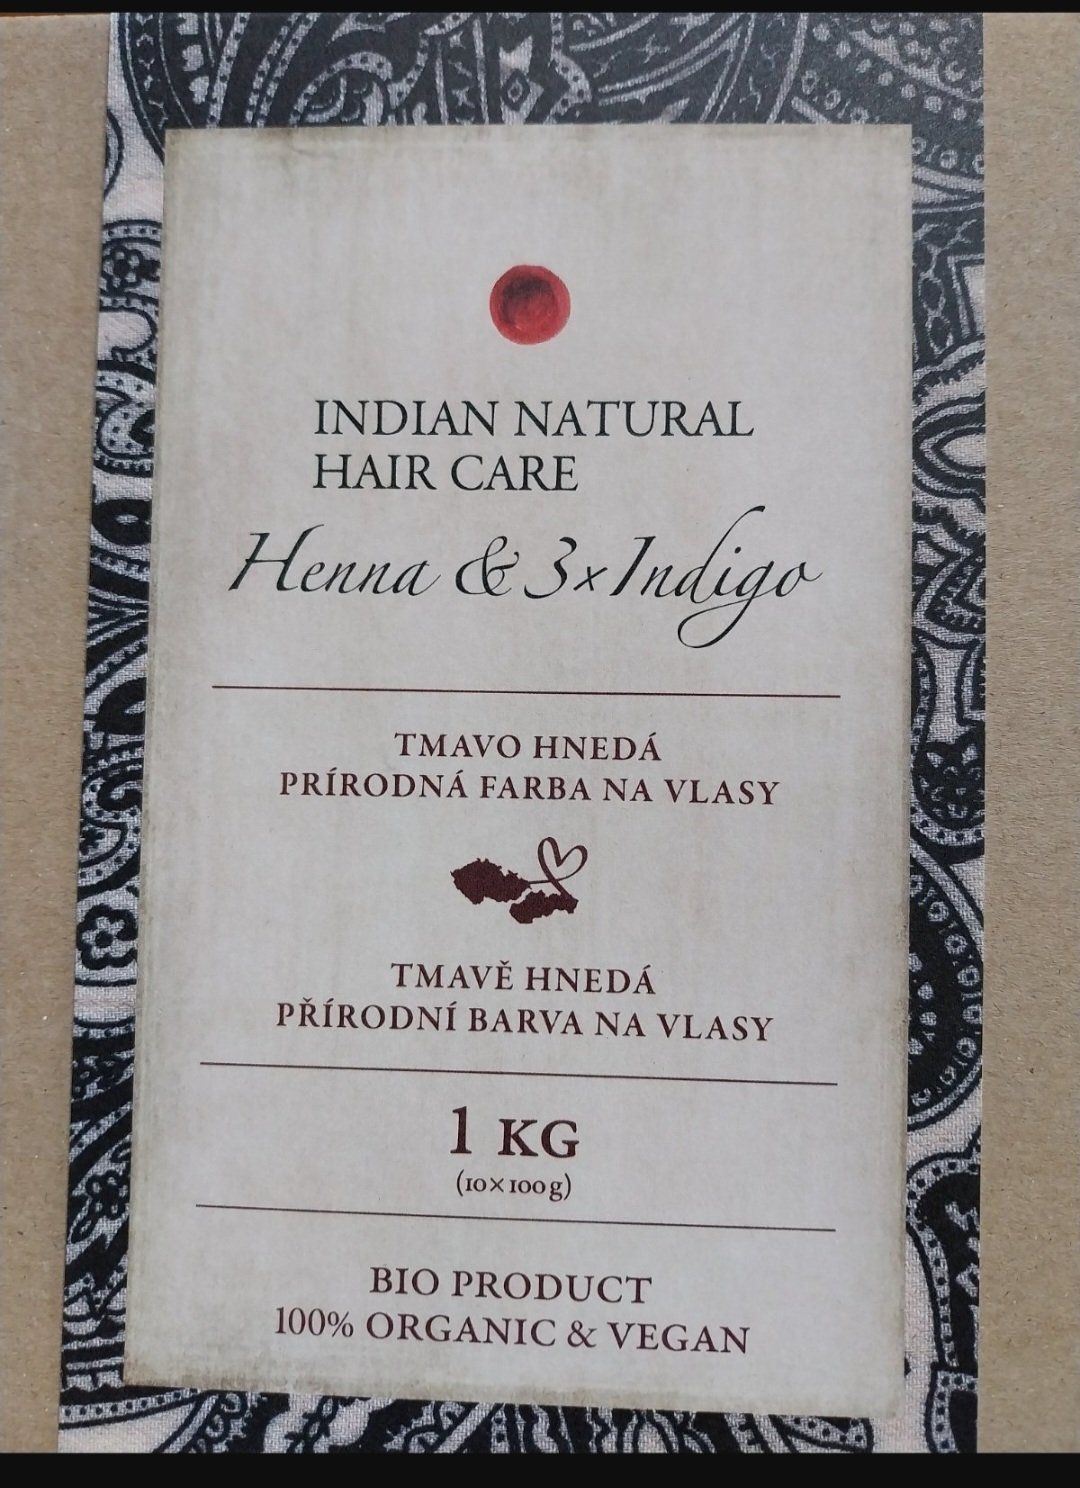 INDIAN NATURAL
HAIR CARE
Henna & 3x Indigo
TMAVO HNEDÁ
PRÍRODNÁ FARBA NA VLASY
TMAVĚ HNEDÁ
PŘÍRODNÍ BARVA NA VLASY
1 KG
(10×100g)
BIO PRODUCT
100% ORGANIC & VEGAN